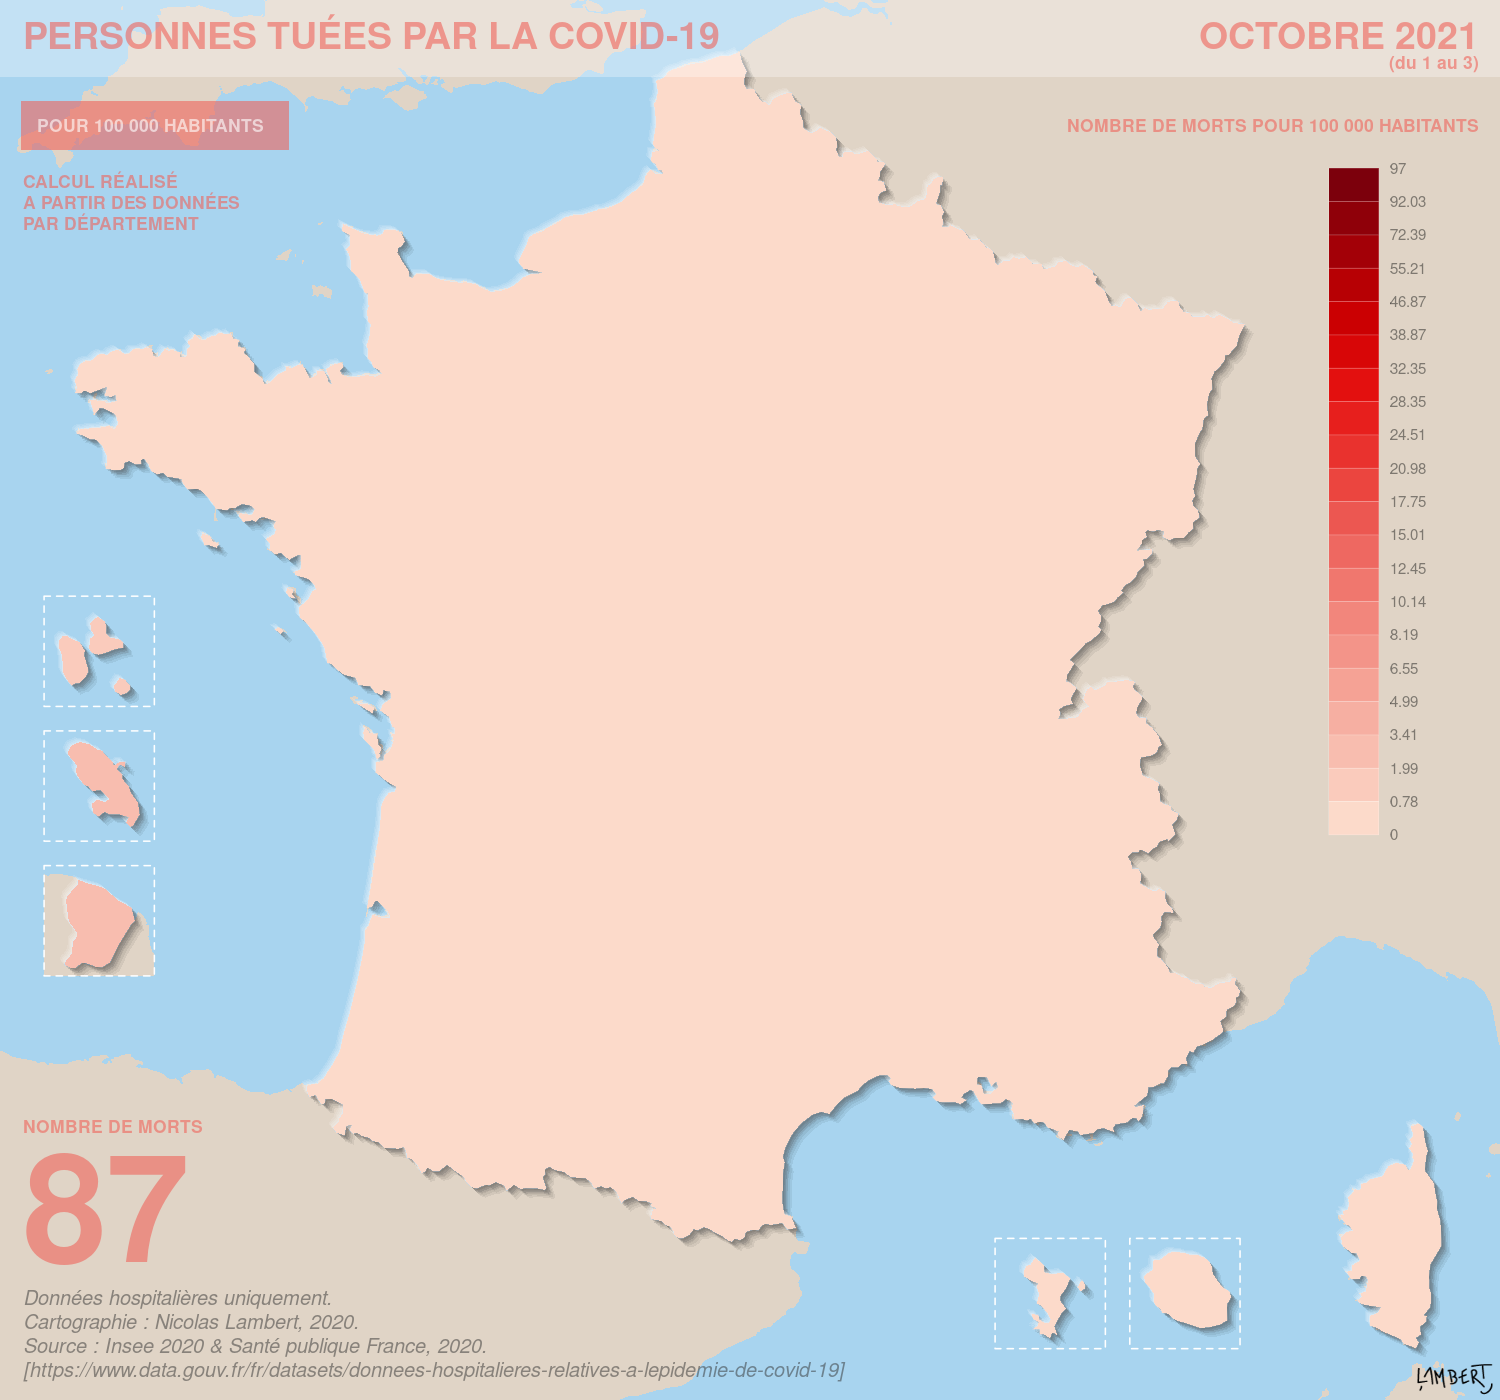 PERSONNES TUÉES PAR LA COVID-19
OCTOBRE 2021
(du 1 au 3)
POUR 100 000 HABITANTS
CALCUL RÉALISÉ
A PARTIR DES DONNÉES
PAR DÉPARTEMENT
NOMBRE DE MORTS POUR 100 000 HABITANTS
97
92.03
72.39
55.21
46.87
38.87
32.35
28.35
24.51
20.98
17.75
15.01
12.45
10.14
8.19
6.55
4.99
3.41
1.99
0.78
0
NOMBRE DE MORTS
87
Données hospitalières uniquement.
Cartographie : Nicolas Lambert, 2020.
Source : Insee 2020 & Santé publique France, 2020.
[https://www.data.gouv.fr/fr/datasets/donnees-hospitalieres-relatives-a-lepidemie-de-covid-19]
LAMBERT